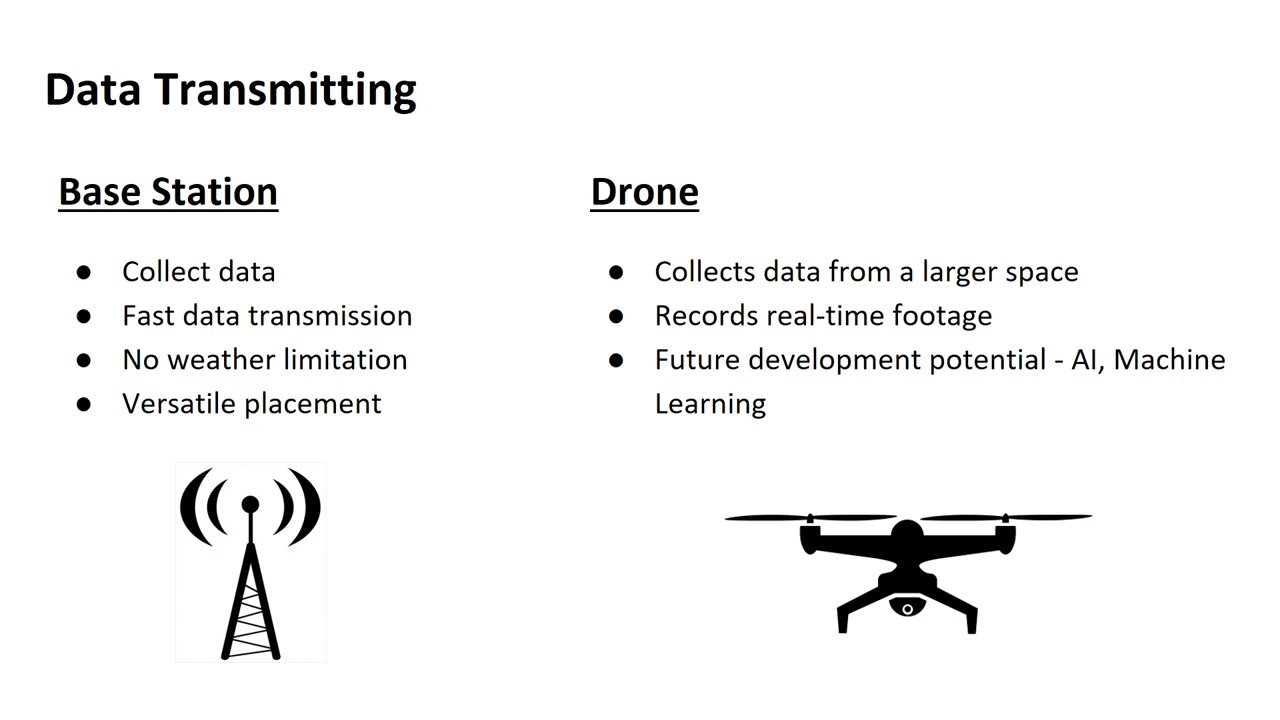 Data Transmitting
Base Station
● Collect data
● Fast data transmission
● No weather limitation
● Versatile placement
Drone
● Collects data from a larger space
● Records real-time footage
● Future development potential - AI, Machine
Learning